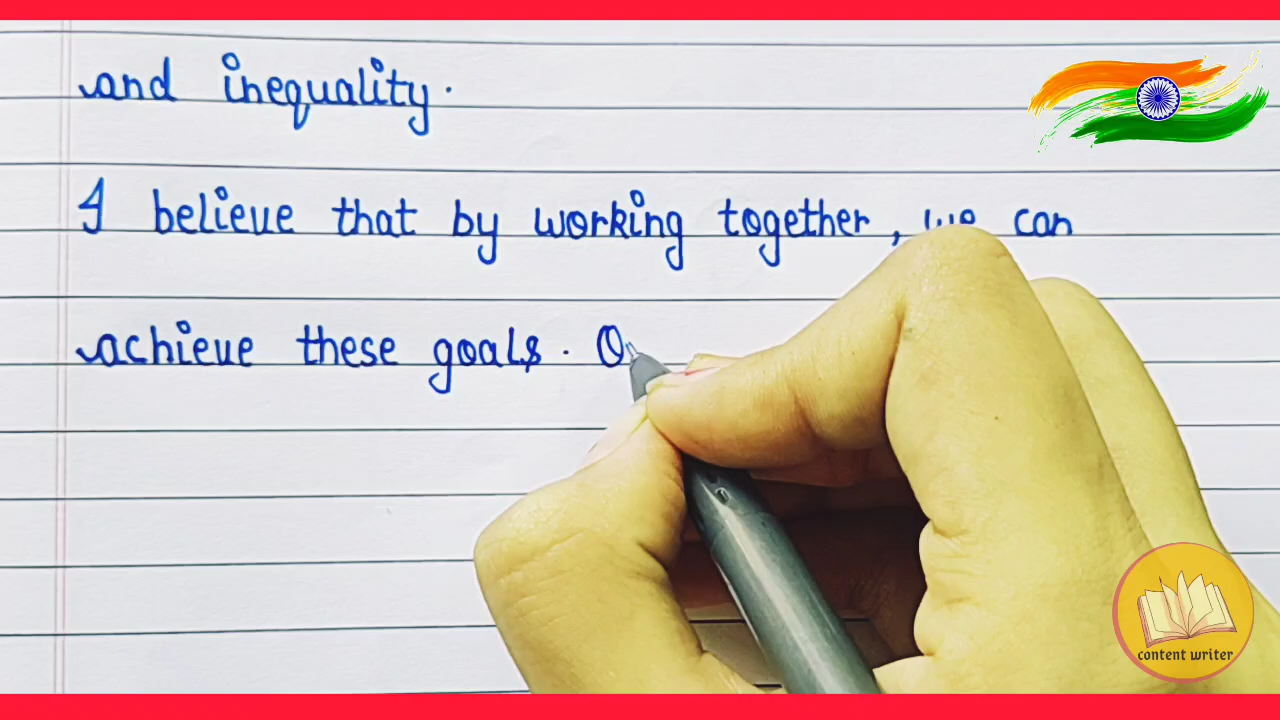 and inequality.
I believe that by working together, we can
achieve these goals. O
content writer